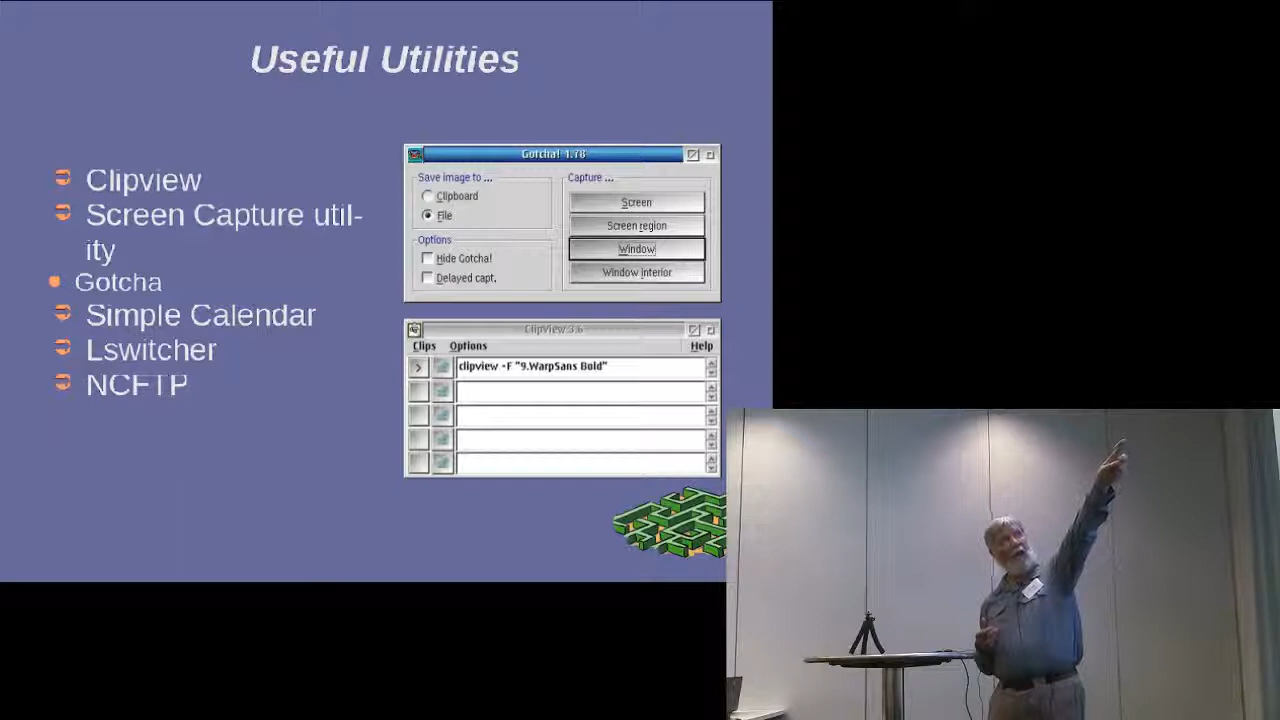 Useful Utilities
Clipview
Screen Capture util-
ity
Gotcha
Simple Calendar
Lswitcher
NCFTP
Gotcha! 1.78
Save image to ...
Clipboard
File
Options
Hide Gotcha!
Delayed capt.
Capture ...
Screen
Screen region
Window
Window interior
ClipView 3.6
Clips Options Help
clipview -F "9.WarpSans Bold"